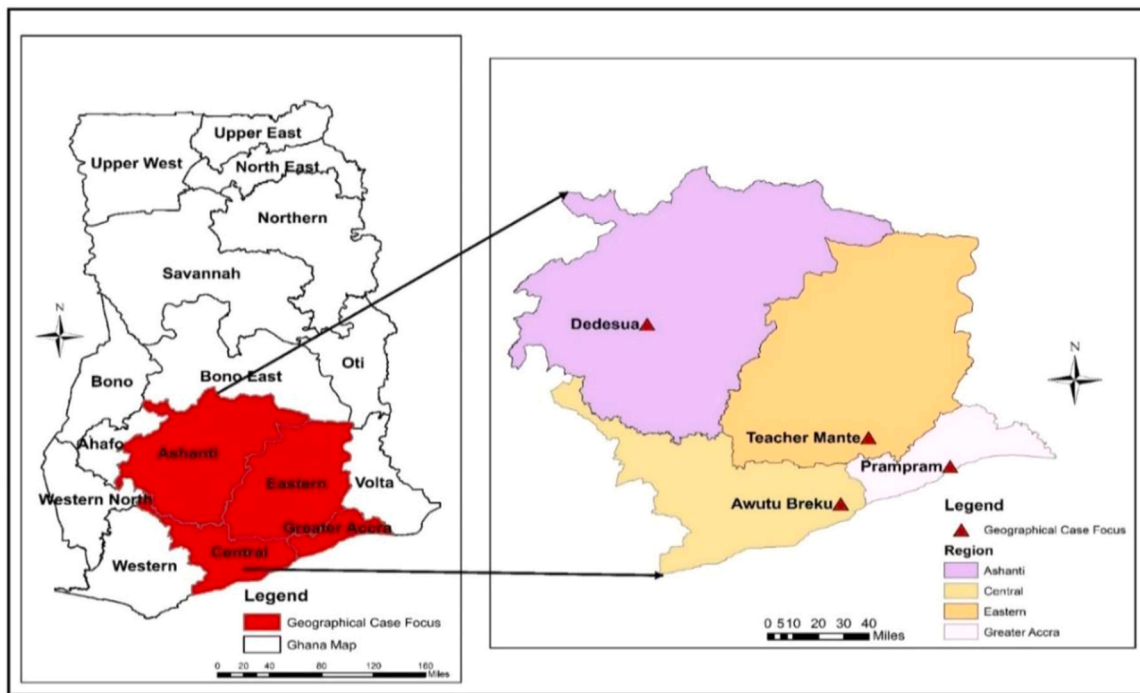 Upper East
Upper West
North East
Northern
Savannah
N
Oti
Bono
Bono East
Ahafo
Ashanti
Eastern
Volta
Western North
Greater Accra
Central
Western
Legend
Geographical Case Focus
Ghana Map
0 20 40 80 120 160
Miles
Dedesua
N
Teacher Mante
Prampram
Awutu Breku
Legend
Geographical Case Focus
Region
Ashanti
Central
Eastern
Greater Accra
0 5 10 20 30 40
Miles